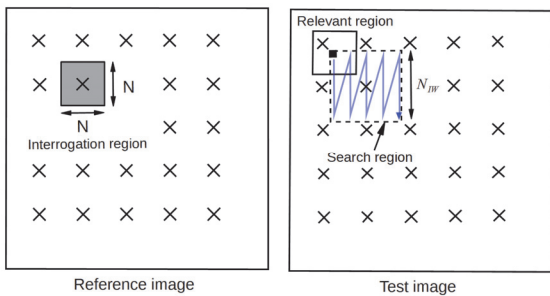 N
N
Interrogation region
Reference image
Relevant region
N_IW
Search region
Test image